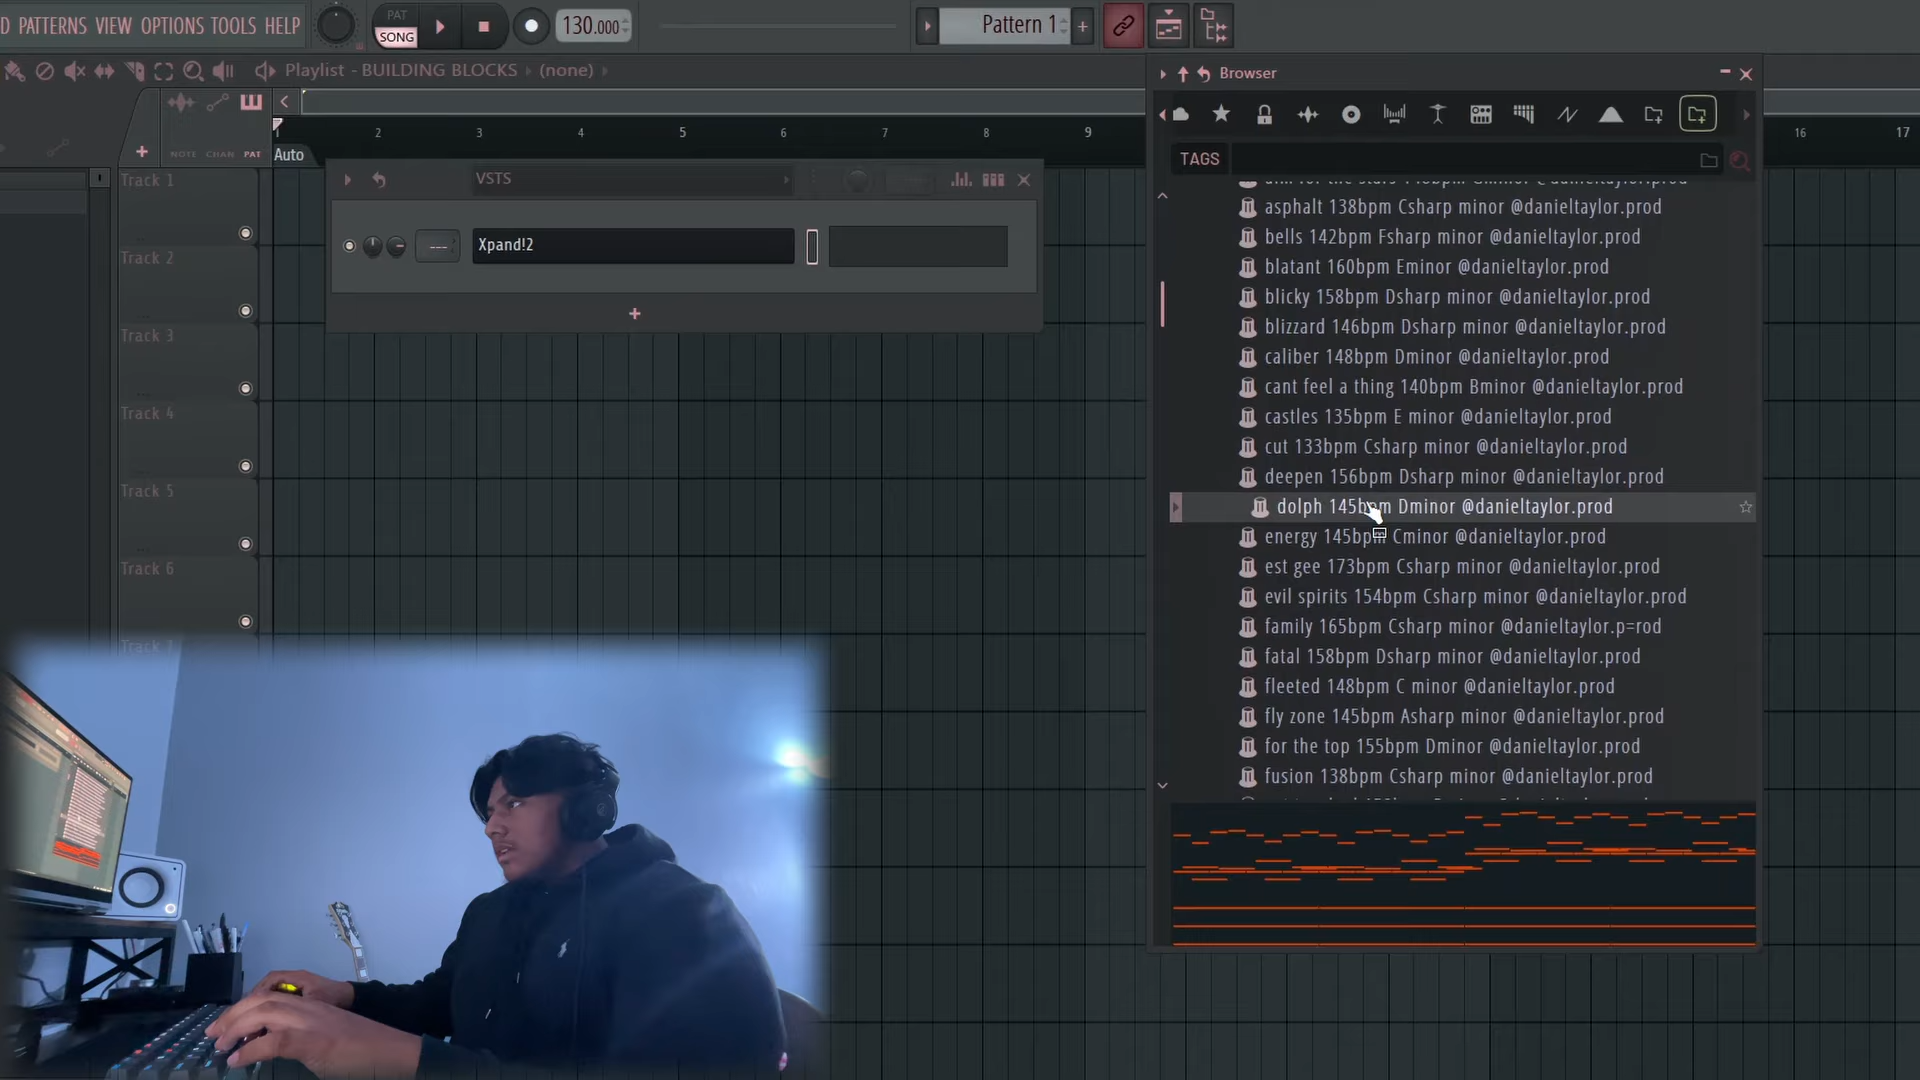 D PATTERNS VIEW OPTIONS TOOLS HELP
PAT
SONG
130.000
Pattern 1
Playlist - BUILDING BLOCKS (none)
Browser
NOTE CHAN PAT
1 2 3 4 5 6 7 8 9 16 17
Auto
TAGS
Track 1
Track 2
Track 3
Track 4
Track 5
Track 6
Track 7
VSTS
---
Xpand!2
asphalt 138bpm Csharp minor @danieltaylor.prod
bells 142bpm Fsharp minor @danieltaylor.prod
blatant 160bpm Eminor @danieltaylor.prod
blicky 158bpm Dsharp minor @danieltaylor.prod
blizzard 146bpm Dsharp minor @danieltaylor.prod
caliber 148bpm Dminor @danieltaylor.prod
cant feel a thing 140bpm Bminor @danieltaylor.prod
castles 135bpm E minor @danieltaylor.prod
cut 133bpm Csharp minor @danieltaylor.prod
deepen 156bpm Dsharp minor @danieltaylor.prod
dolph 145bpm Dminor @danieltaylor.prod
energy 145bpm Cminor @danieltaylor.prod
est gee 173bpm Csharp minor @danieltaylor.prod
evil spirits 154bpm Csharp minor @danieltaylor.prod
family 165bpm Csharp minor @danieltaylor.p=rod
fatal 158bpm Dsharp minor @danieltaylor.prod
fleeted 148bpm C minor @danieltaylor.prod
fly zone 145bpm Asharp minor @danieltaylor.prod
for the top 155bpm Dminor @danieltaylor.prod
fusion 138bpm Csharp minor @danieltaylor.prod